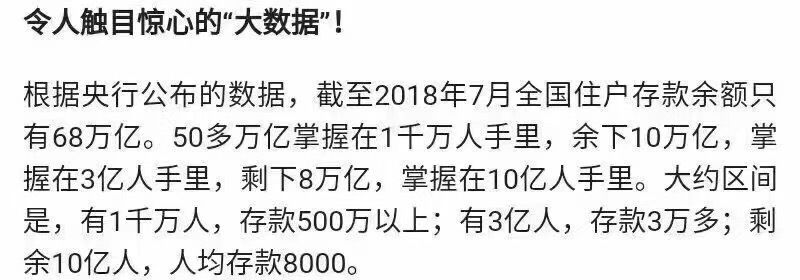 令人触目惊心的“大数据”！
根据央行公布的数据，截至2018年7月全国住户存款余额只
有68万亿。50多万亿掌握在1千万人手里，余下10万亿，掌
握在3亿人手里，剩下8万亿，掌握在10亿人手里。大约区间
是，有1千万人，存款500万以上；有3亿人，存款3万多；剩
余10亿人，人均存款8000。